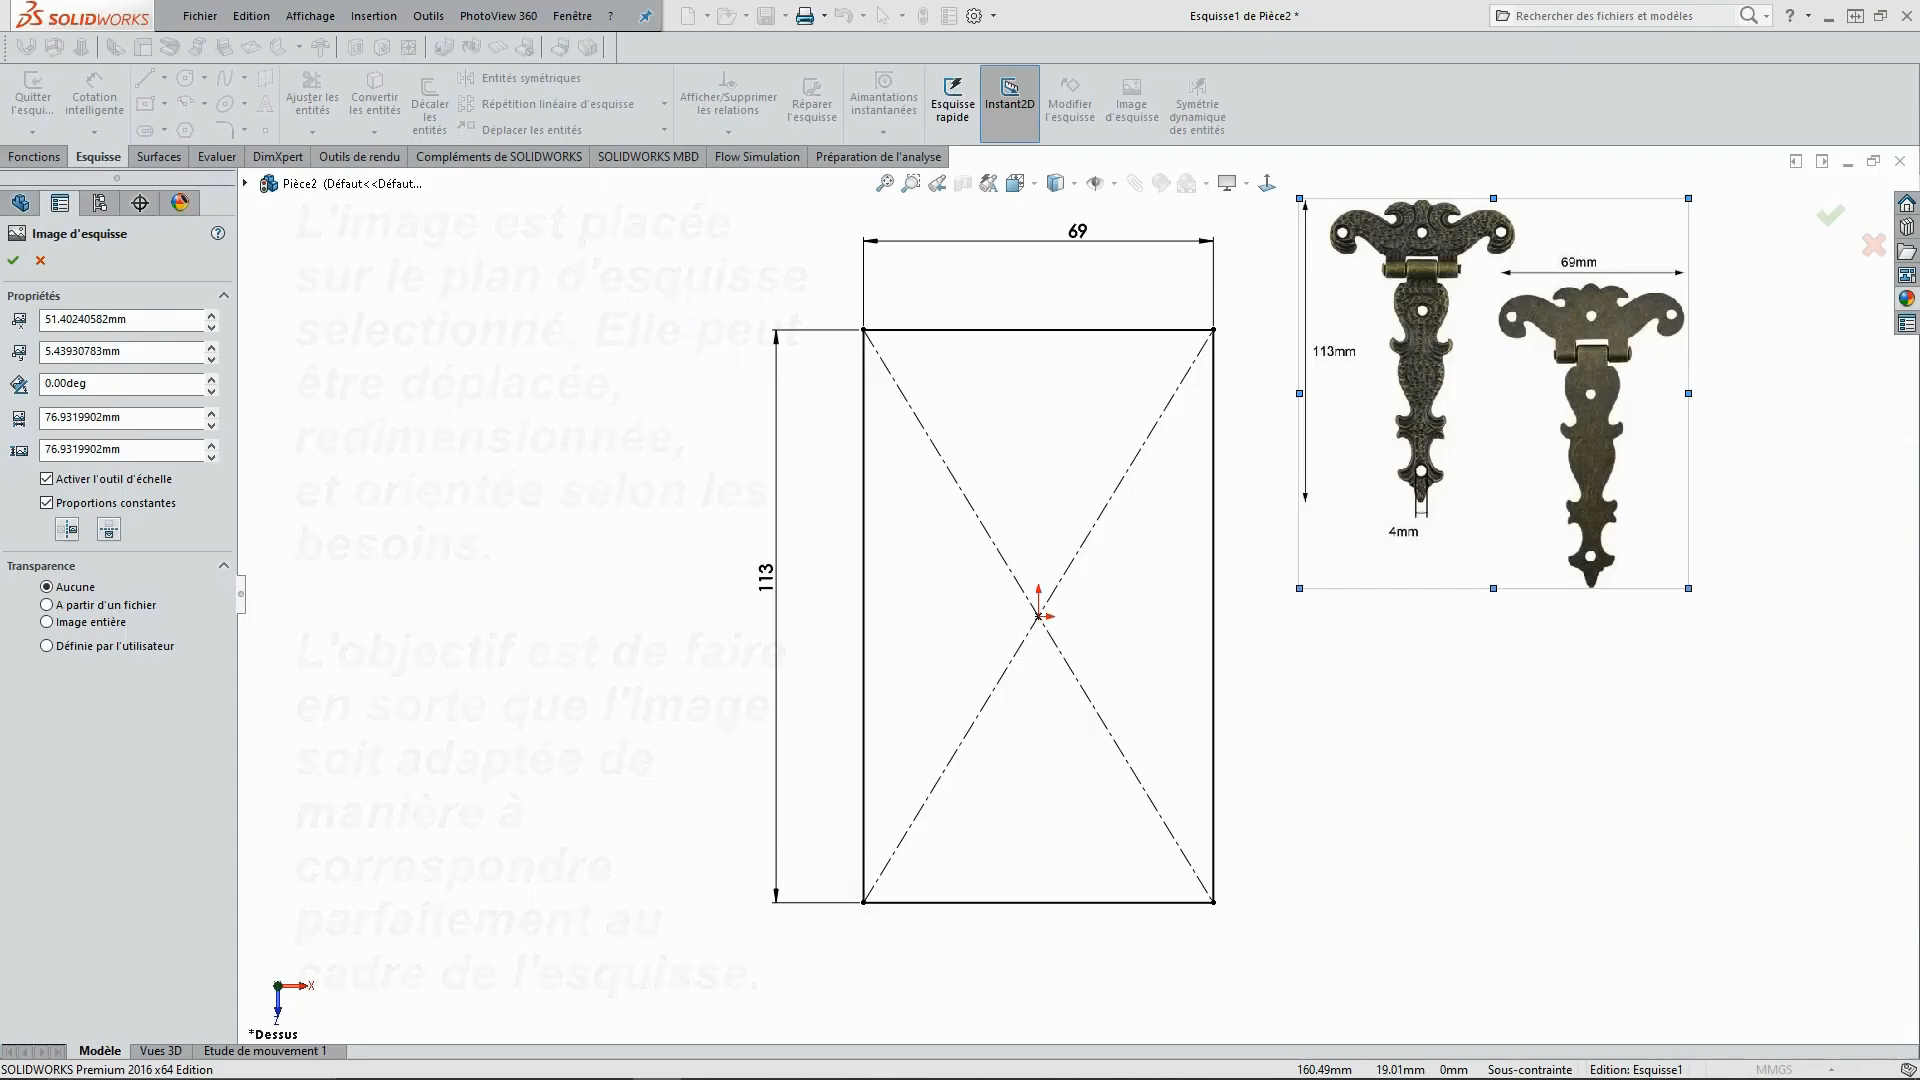 SOLIDWORKS
Fichier Edition Affichage Insertion Outils PhotoView 360 Fenêtre ?
Esquisse1 de Pièce2 *
Rechercher des fichiers et modèles
Quitter l'esqui...
Cotation intelligente
Ajuster les entités
Convertir les entités
Décaler les entités
Entités symétriques
Répétition linéaire d'esquisse
Déplacer les entités
Afficher/Supprimer les relations
Réparer l'esquisse
Aimantations instantanées
Esquisse rapide
Instant2D
Modifier l'esquisse
Image d'esquisse
Symétrie dynamique des entités
Fonctions Esquisse Surfaces Evaluer DimXpert Outils de rendu Compléments de SOLIDWORKS SOLIDWORKS MBD Flow Simulation Préparation de l'analyse
Pièce2 (Défaut<<Défaut...
Image d'esquisse
Propriétés
51.40240582mm
5.43930783mm
0.00deg
76.9319902mm
76.9319902mm
Activer l'outil d'échelle
Proportions constantes
Transparence
Aucune
A partir d'un fichier
Image entière
Définie par l'utilisateur
L'image est placée
sur le plan d'esquisse
sélectionné. Elle peut
être déplacée,
redimensionnée,
et orientée selon les
besoins.
L'objectif est de faire
en sorte que l'image
soit adaptée de
manière à
correspondre
parfaitement au
cadre de l'esquisse.
69
113
69mm
113mm
4mm
X
Z
*Dessus
Modèle Vues 3D Etude de mouvement 1
SOLIDWORKS Premium 2016 x64 Edition
160.49mm 19.01mm 0mm Sous-contrainte Edition: Esquisse1 MMGS